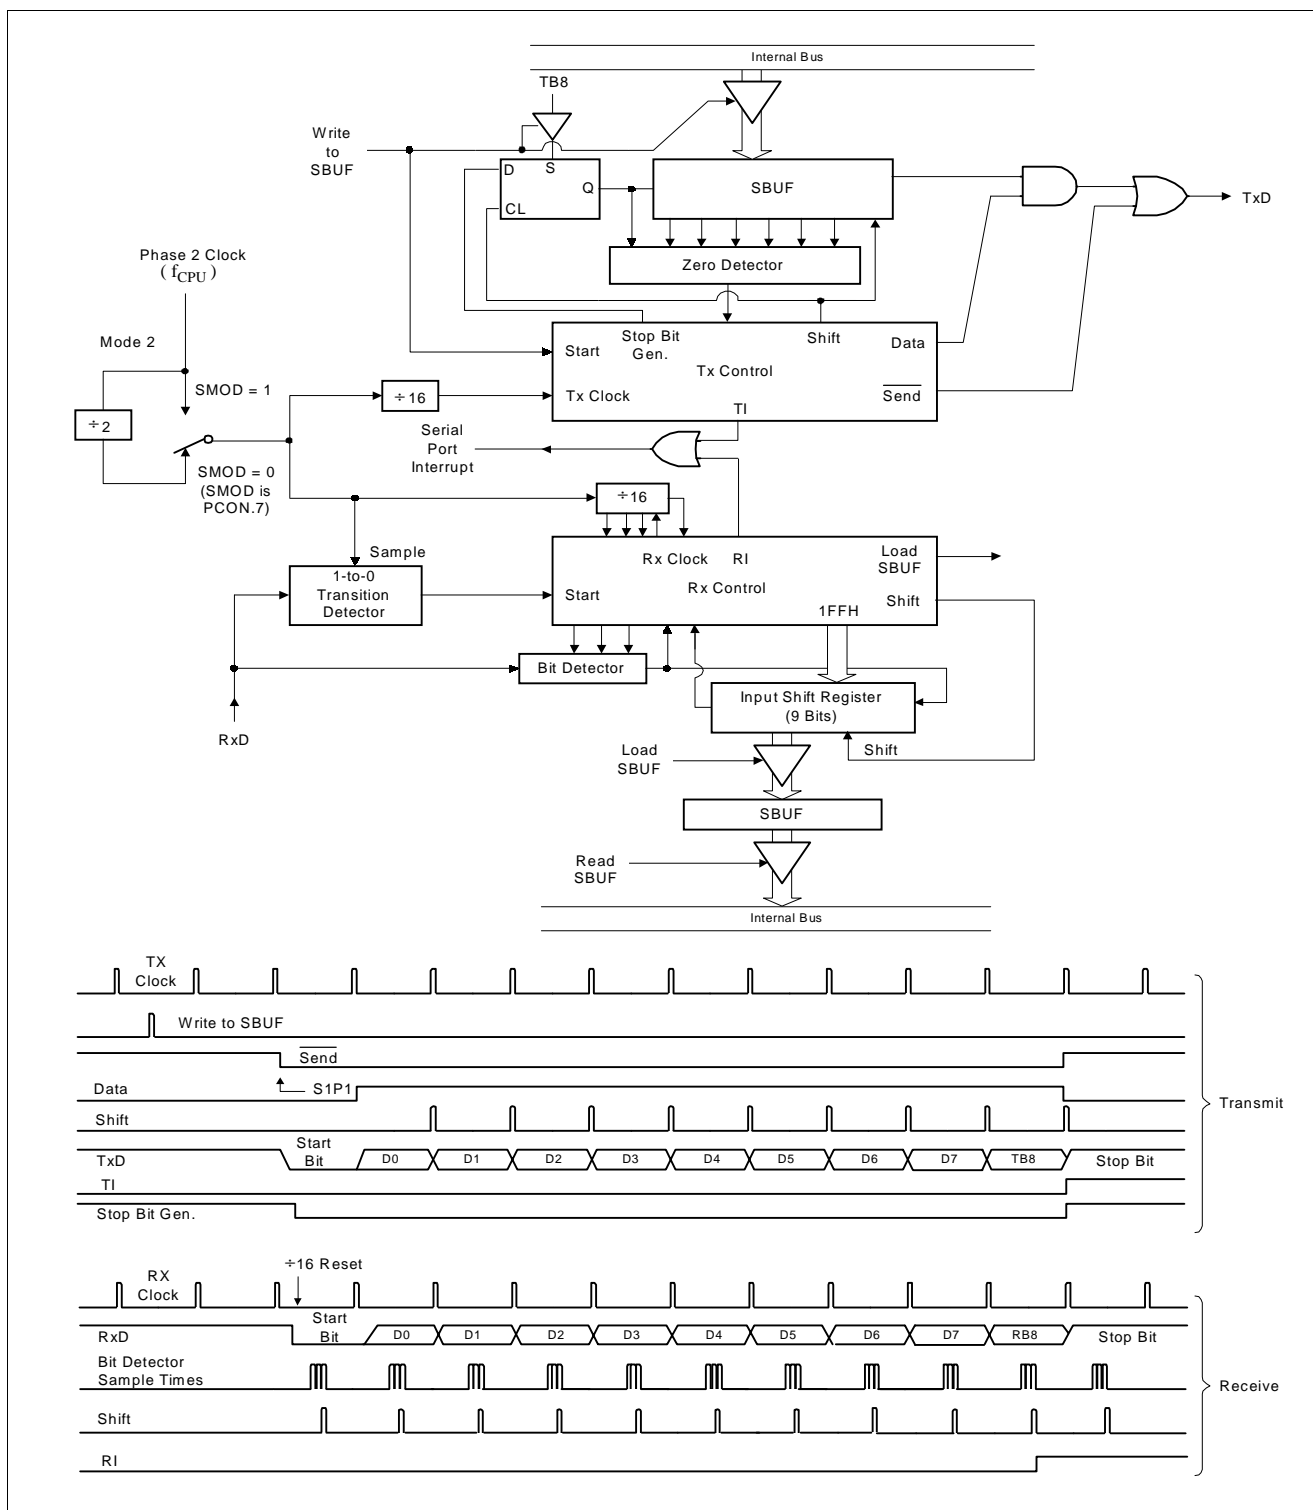 Internal Bus
TB8
Write
to
SBUF
D
S
Q
CL
SBUF
TxD
Zero Detector
Phase 2 Clock
( fCPU )
Mode 2
SMOD = 1
÷2
SMOD = 0
(SMOD is
PCON.7)
÷16
Start
Stop Bit
Gen.
Shift
Data
Tx Control
Tx Clock
TI
Send
Serial
Port
Interrupt
÷16
Sample
1-to-0
Transition
Detector
Rx Clock
RI
Load
SBUF
Start
Rx Control
Shift
1FFH
Bit Detector
Input Shift Register
(9 Bits)
RxD
Load
SBUF
Shift
SBUF
Read
SBUF
Internal Bus
TX
Clock
Write to SBUF
Send
Data
S1P1
Shift
TxD
Start
Bit
D0
D1
D2
D3
D4
D5
D6
D7
TB8
Stop Bit
TI
Stop Bit Gen.
Transmit
÷16 Reset
RX
Clock
RxD
Start
Bit
D0
D1
D2
D3
D4
D5
D6
D7
RB8
Stop Bit
Bit Detector
Sample Times
Shift
RI
Receive